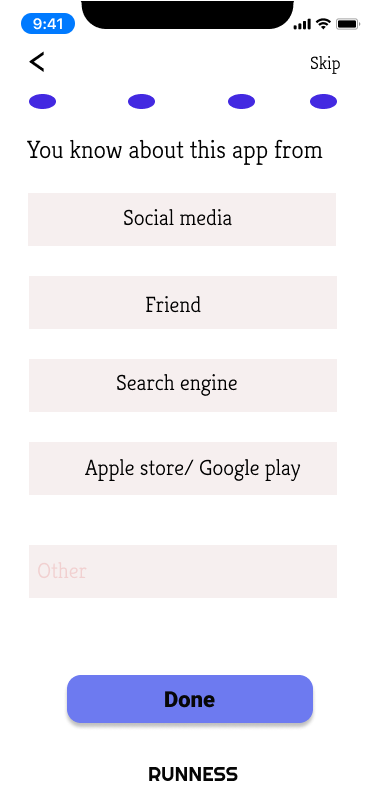 9:41
Skip
You know about this app from
Social media
Friend
Search engine
Apple store/ Google play
Other
Done
RUNNESS